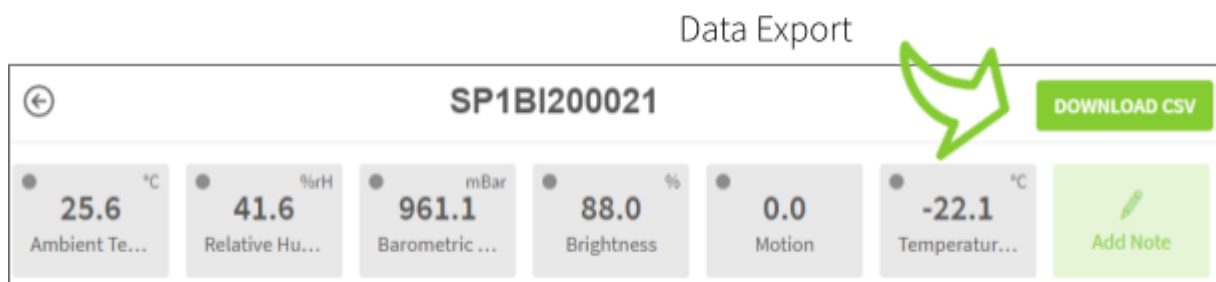 Data Export
SP1BI200021
DOWNLOAD CSV
°C
25.6
Ambient Te...
%rH
41.6
Relative Hu...
mBar
961.1
Barometric ...
%
88.0
Brightness
0.0
Motion
°C
-22.1
Temperatur...
Add Note